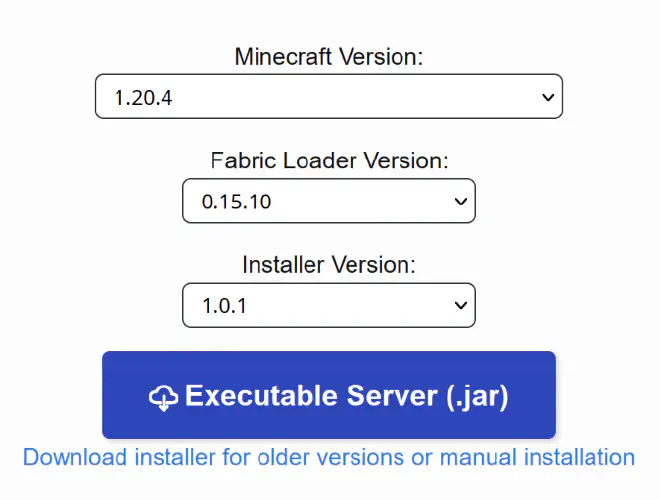 Minecraft Version:
1.20.4
Fabric Loader Version:
0.15.10
Installer Version:
1.0.1
Executable Server (.jar)
Download installer for older versions or manual installation